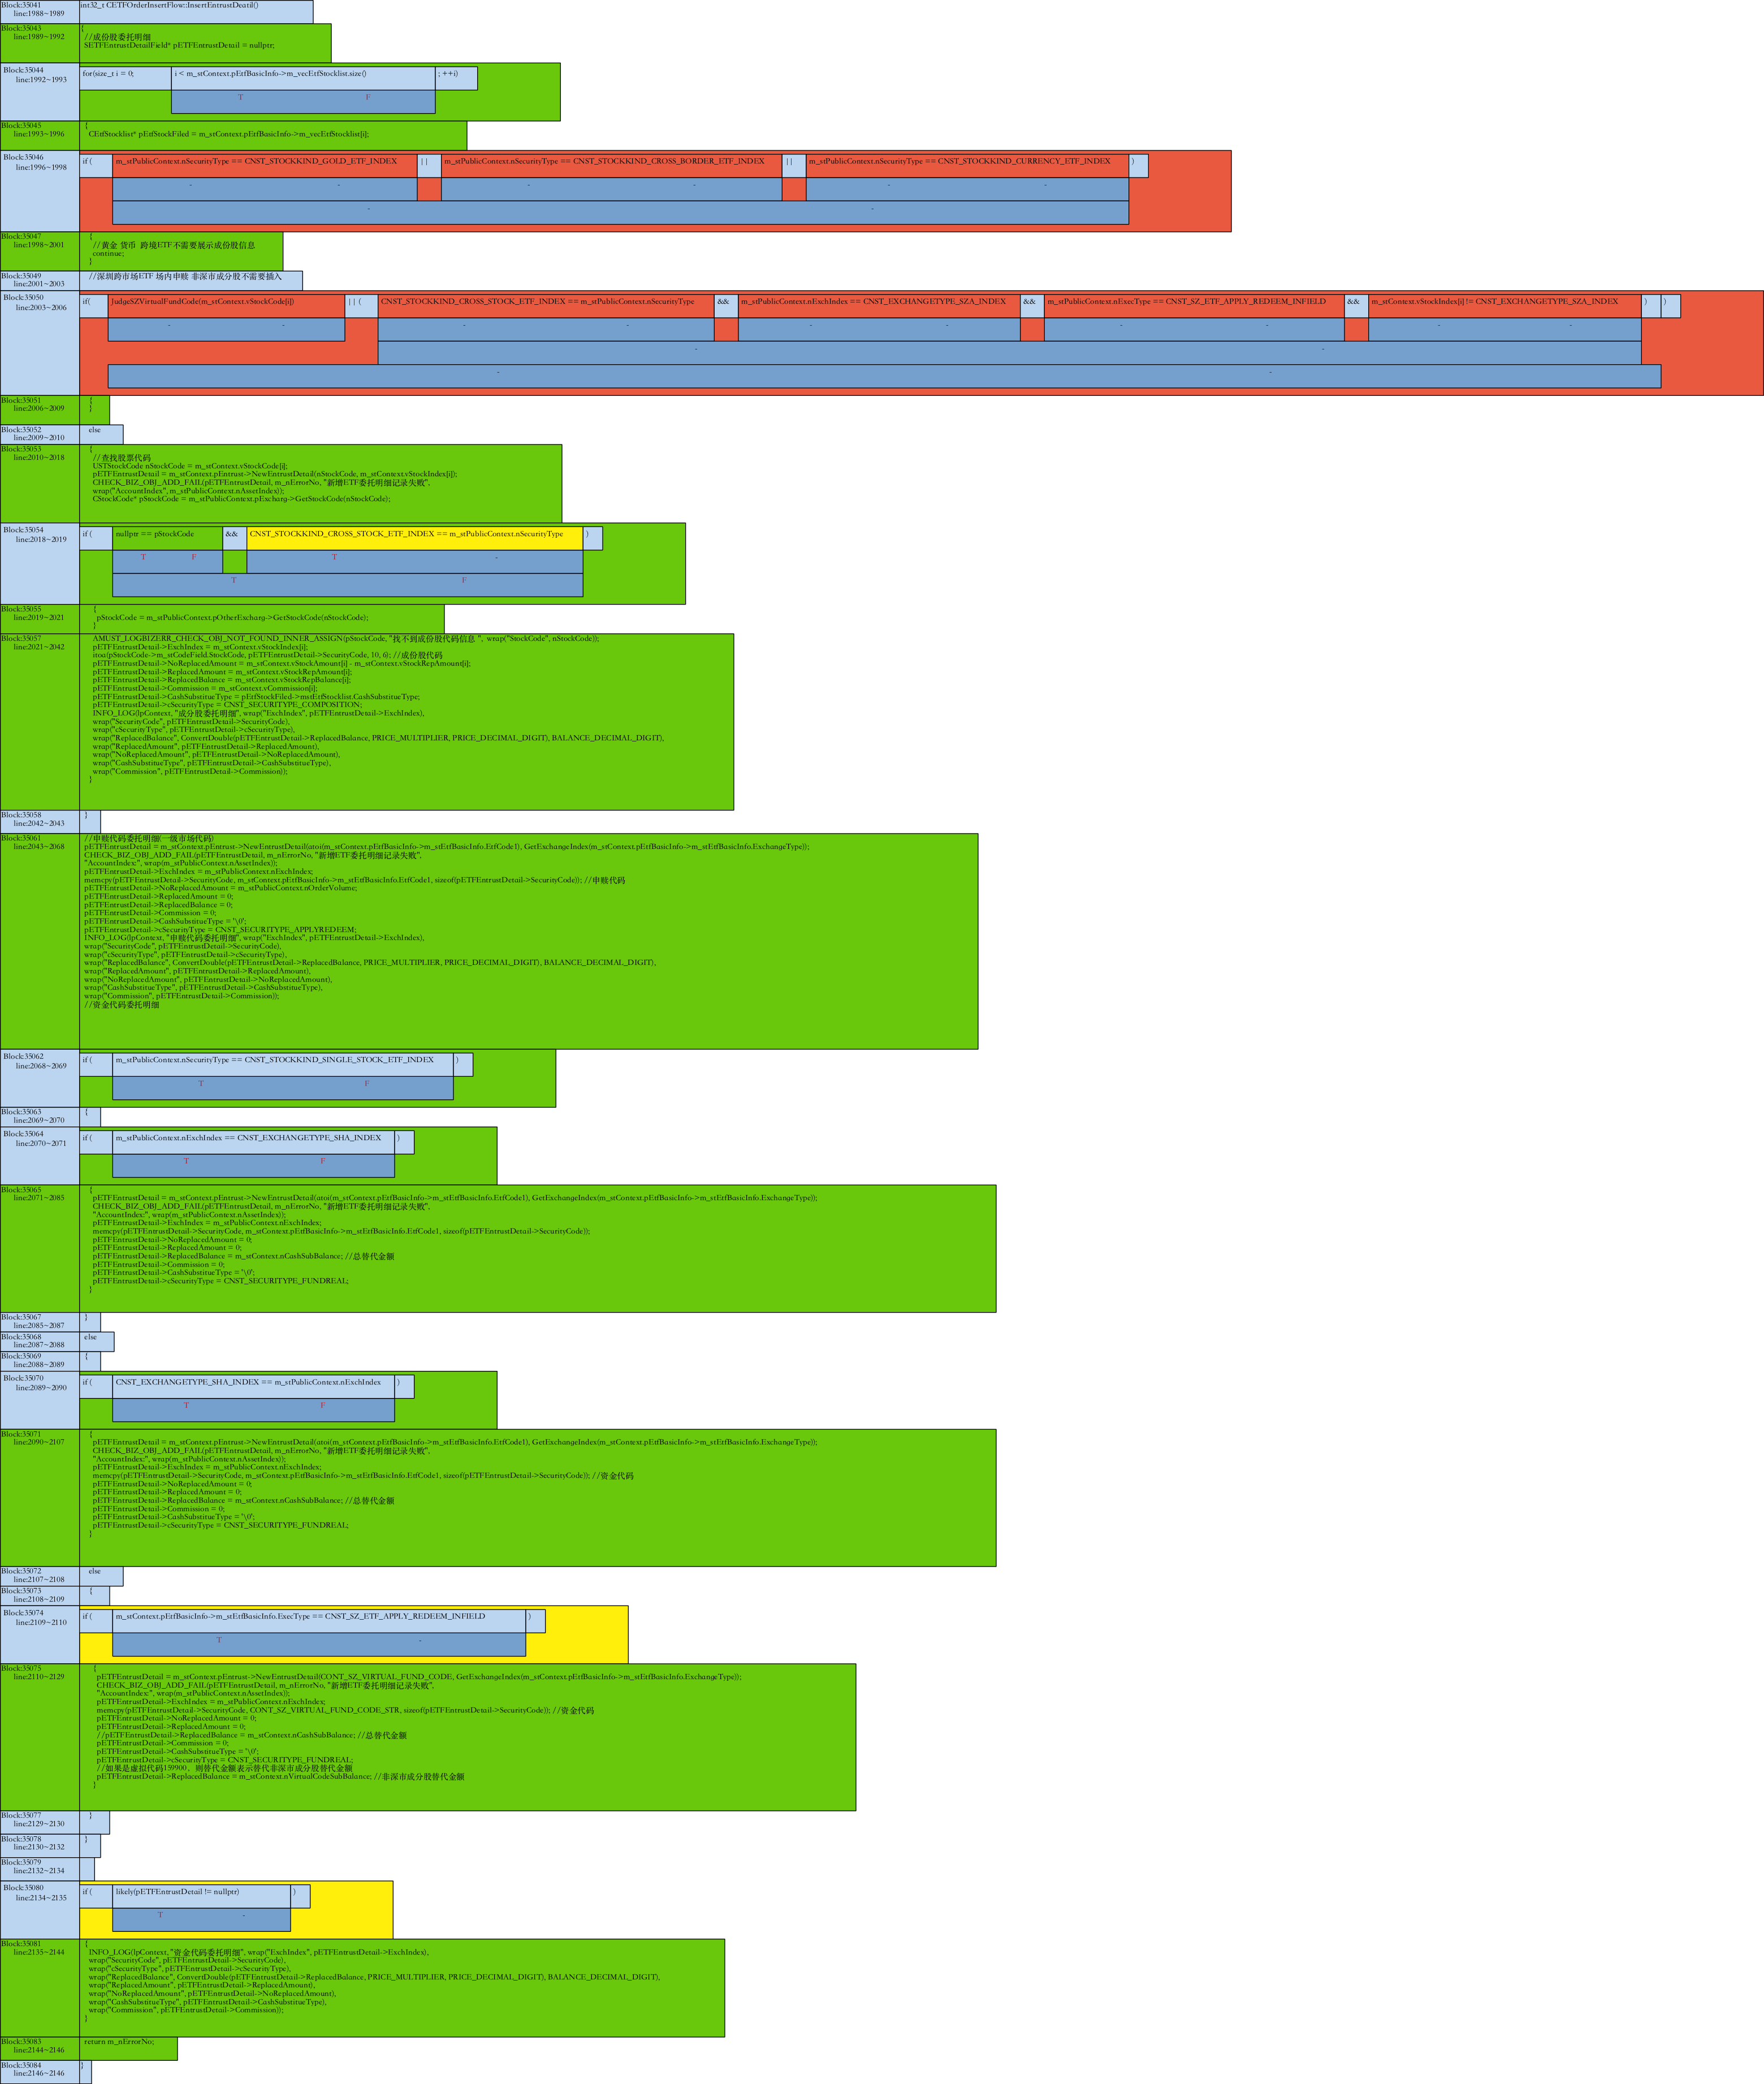 Block:35041
line:1988~1989
int32_t CETFOrderInsertFlow::InsertEntrustDeatil()
Block:35043
line:1989~1992
{
//成份股委托明细
SETFEntrustDetailField* pETFEntrustDetail = nullptr;
Block:35044
line:1992~1993
for(size_t i = 0; i < m_stContext.pEtfBasicInfo->m_vecEtfStocklist.size() ; ++i)
T F
Block:35045
line:1993~1996
{
CEtfStocklist* pEtfStockFiled = m_stContext.pEtfBasicInfo->m_vecEtfStocklist[i];
Block:35046
line:1996~1998
if ( m_stPublicContext.nSecurityType == CNST_STOCKKIND_GOLD_ETF_INDEX || m_stPublicContext.nSecurityType == CNST_STOCKKIND_CROSS_BORDER_ETF_INDEX || m_stPublicContext.nSecurityType == CNST_STOCKKIND_CURRENCY_ETF_INDEX )
- - - - - -
- -
Block:35047
line:1998~2001
{
//黄金 货币 跨境ETF不需要展示成份股信息
continue;
}
Block:35049
line:2001~2003
//深圳跨市场ETF 场内申赎 非深市成分股不需要插入
Block:35050
line:2003~2006
if( JudgeSZVirtualFundCode(m_stContext.vStockCode[i]) || ( CNST_STOCKKIND_CROSS_STOCK_ETF_INDEX == m_stPublicContext.nSecurityType && m_stPublicContext.nExchIndex == CNST_EXCHANGETYPE_SZA_INDEX && m_stPublicContext.nExecType == CNST_SZ_ETF_APPLY_REDEEM_INFIELD && m_stContext.vStockIndex[i] != CNST_EXCHANGETYPE_SZA_INDEX ) )
- - - - - - - - - -
- -
- -
Block:35051
line:2006~2009
{
}
Block:35052
line:2009~2010
else
Block:35053
line:2010~2018
{
//查找股票代码
USTStockCode nStockCode = m_stContext.vStockCode[i];
pETFEntrustDetail = m_stContext.pEntrust->NewEntrustDetail(nStockCode, m_stContext.vStockIndex[i]);
CHECK_BIZ_OBJ_ADD_FAIL(pETFEntrustDetail, m_nErrorNo, "新增ETF委托明细记录失败",
wrap("AccountIndex", m_stPublicContext.nAssetIndex));
CStockCode* pStockCode = m_stPublicContext.pExcharg->GetStockCode(nStockCode);
Block:35054
line:2018~2019
if ( nullptr == pStockCode && CNST_STOCKKIND_CROSS_STOCK_ETF_INDEX == m_stPublicContext.nSecurityType )
T F T -
T F
Block:35055
line:2019~2021
{
pStockCode = m_stPublicContext.pOtherExcharg->GetStockCode(nStockCode);
}
Block:35057
line:2021~2042
AMUST_LOGBIZERR_CHECK_OBJ_NOT_FOUND_INNER_ASSIGN(pStockCode, "找不到成份股代码信息 ", wrap("StockCode", nStockCode));
pETFEntrustDetail->ExchIndex = m_stContext.vStockIndex[i];
itoa(pStockCode->m_stCodeField.StockCode, pETFEntrustDetail->SecurityCode, 10, 6); //成份股代码
pETFEntrustDetail->NoReplacedAmount = m_stContext.vStockAmount[i] - m_stContext.vStockRepAmount[i];
pETFEntrustDetail->ReplacedAmount = m_stContext.vStockRepAmount[i];
pETFEntrustDetail->ReplacedBalance = m_stContext.vStockRepBalance[i];
pETFEntrustDetail->Commission = m_stContext.vCommission[i];
pETFEntrustDetail->CashSubstitueType = pEtfStockFiled->mstEtfStocklist.CashSubstitueType;
pETFEntrustDetail->cSecurityType = CNST_SECURITYPE_COMPOSITION;
INFO_LOG(lpContext, "成分股委托明细", wrap("ExchIndex", pETFEntrustDetail->ExchIndex),
wrap("SecurityCode", pETFEntrustDetail->SecurityCode),
wrap("cSecurityType", pETFEntrustDetail->cSecurityType),
wrap("ReplacedBalance", ConvertDouble(pETFEntrustDetail->ReplacedBalance, PRICE_MULTIPLIER, PRICE_DECIMAL_DIGIT), BALANCE_DECIMAL_DIGIT),
wrap("ReplacedAmount", pETFEntrustDetail->ReplacedAmount),
wrap("NoReplacedAmount", pETFEntrustDetail->NoReplacedAmount),
wrap("CashSubstitueType", pETFEntrustDetail->CashSubstitueType),
wrap("Commission", pETFEntrustDetail->Commission));
}
Block:35058
line:2042~2043
}
Block:35061
line:2043~2068
//申赎代码委托明细(一级市场代码)
pETFEntrustDetail = m_stContext.pEntrust->NewEntrustDetail(atoi(m_stContext.pEtfBasicInfo->m_stEtfBasicInfo.EtfCode1), GetExchangeIndex(m_stContext.pEtfBasicInfo->m_stEtfBasicInfo.ExchangeType));
CHECK_BIZ_OBJ_ADD_FAIL(pETFEntrustDetail, m_nErrorNo, "新增ETF委托明细记录失败",
"AccountIndex:", wrap(m_stPublicContext.nAssetIndex));
pETFEntrustDetail->ExchIndex = m_stPublicContext.nExchIndex;
memcpy(pETFEntrustDetail->SecurityCode, m_stContext.pEtfBasicInfo->m_stEtfBasicInfo.EtfCode1, sizeof(pETFEntrustDetail->SecurityCode)); //申赎代码
pETFEntrustDetail->NoReplacedAmount = m_stPublicContext.nOrderVolume;
pETFEntrustDetail->ReplacedAmount = 0;
pETFEntrustDetail->ReplacedBalance = 0;
pETFEntrustDetail->Commission = 0;
pETFEntrustDetail->CashSubstitueType = '\0';
pETFEntrustDetail->cSecurityType = CNST_SECURITYPE_APPLYREDEEM;
INFO_LOG(lpContext, "申赎代码委托明细", wrap("ExchIndex", pETFEntrustDetail->ExchIndex),
wrap("SecurityCode", pETFEntrustDetail->SecurityCode),
wrap("cSecurityType", pETFEntrustDetail->cSecurityType),
wrap("ReplacedBalance", ConvertDouble(pETFEntrustDetail->ReplacedBalance, PRICE_MULTIPLIER, PRICE_DECIMAL_DIGIT), BALANCE_DECIMAL_DIGIT),
wrap("ReplacedAmount", pETFEntrustDetail->ReplacedAmount),
wrap("NoReplacedAmount", pETFEntrustDetail->NoReplacedAmount),
wrap("CashSubstitueType", pETFEntrustDetail->CashSubstitueType),
wrap("Commission", pETFEntrustDetail->Commission));
//资金代码委托明细
Block:35062
line:2068~2069
if ( m_stPublicContext.nSecurityType == CNST_STOCKKIND_SINGLE_STOCK_ETF_INDEX )
T F
Block:35063
line:2069~2070
{
Block:35064
line:2070~2071
if ( m_stPublicContext.nExchIndex == CNST_EXCHANGETYPE_SHA_INDEX )
T F
Block:35065
line:2071~2085
{
pETFEntrustDetail = m_stContext.pEntrust->NewEntrustDetail(atoi(m_stContext.pEtfBasicInfo->m_stEtfBasicInfo.EtfCode1), GetExchangeIndex(m_stContext.pEtfBasicInfo->m_stEtfBasicInfo.ExchangeType));
CHECK_BIZ_OBJ_ADD_FAIL(pETFEntrustDetail, m_nErrorNo, "新增ETF委托明细记录失败",
"AccountIndex:", wrap(m_stPublicContext.nAssetIndex));
pETFEntrustDetail->ExchIndex = m_stPublicContext.nExchIndex;
memcpy(pETFEntrustDetail->SecurityCode, m_stContext.pEtfBasicInfo->m_stEtfBasicInfo.EtfCode1, sizeof(pETFEntrustDetail->SecurityCode));
pETFEntrustDetail->NoReplacedAmount = 0;
pETFEntrustDetail->ReplacedAmount = 0;
pETFEntrustDetail->ReplacedBalance = m_stContext.nCashSubBalance; //总替代金额
pETFEntrustDetail->Commission = 0;
pETFEntrustDetail->CashSubstitueType = '\0';
pETFEntrustDetail->cSecurityType = CNST_SECURITYPE_FUNDREAL;
}
Block:35067
line:2085~2087
}
Block:35068
line:2087~2088
else
Block:35069
line:2088~2089
{
Block:35070
line:2089~2090
if ( CNST_EXCHANGETYPE_SHA_INDEX == m_stPublicContext.nExchIndex )
T F
Block:35071
line:2090~2107
{
pETFEntrustDetail = m_stContext.pEntrust->NewEntrustDetail(atoi(m_stContext.pEtfBasicInfo->m_stEtfBasicInfo.EtfCode1), GetExchangeIndex(m_stContext.pEtfBasicInfo->m_stEtfBasicInfo.ExchangeType));
CHECK_BIZ_OBJ_ADD_FAIL(pETFEntrustDetail, m_nErrorNo, "新增ETF委托明细记录失败",
"AccountIndex:", wrap(m_stPublicContext.nAssetIndex));
pETFEntrustDetail->ExchIndex = m_stPublicContext.nExchIndex;
memcpy(pETFEntrustDetail->SecurityCode, m_stContext.pEtfBasicInfo->m_stEtfBasicInfo.EtfCode1, sizeof(pETFEntrustDetail->SecurityCode)); //资金代码
pETFEntrustDetail->NoReplacedAmount = 0;
pETFEntrustDetail->ReplacedAmount = 0;
pETFEntrustDetail->ReplacedBalance = m_stContext.nCashSubBalance; //总替代金额
pETFEntrustDetail->Commission = 0;
pETFEntrustDetail->CashSubstitueType = '\0';
pETFEntrustDetail->cSecurityType = CNST_SECURITYPE_FUNDREAL;
}
Block:35072
line:2107~2108
else
Block:35073
line:2108~2109
{
Block:35074
line:2109~2110
if ( m_stContext.pEtfBasicInfo->m_stEtfBasicInfo.ExecType == CNST_SZ_ETF_APPLY_REDEEM_INFIELD )
T -
Block:35075
line:2110~2129
{
pETFEntrustDetail = m_stContext.pEntrust->NewEntrustDetail(CONT_SZ_VIRTUAL_FUND_CODE, GetExchangeIndex(m_stContext.pEtfBasicInfo->m_stEtfBasicInfo.ExchangeType));
CHECK_BIZ_OBJ_ADD_FAIL(pETFEntrustDetail, m_nErrorNo, "新增ETF委托明细记录失败",
"AccountIndex:", wrap(m_stPublicContext.nAssetIndex));
pETFEntrustDetail->ExchIndex = m_stPublicContext.nExchIndex;
memcpy(pETFEntrustDetail->SecurityCode, CONT_SZ_VIRTUAL_FUND_CODE_STR, sizeof(pETFEntrustDetail->SecurityCode)); //资金代码
pETFEntrustDetail->NoReplacedAmount = 0;
pETFEntrustDetail->ReplacedAmount = 0;
//pETFEntrustDetail->ReplacedBalance = m_stContext.nCashSubBalance; //总替代金额
pETFEntrustDetail->Commission = 0;
pETFEntrustDetail->CashSubstitueType = '\0';
pETFEntrustDetail->cSecurityType = CNST_SECURITYPE_FUNDREAL;
//如果是虚拟代码159900，则替代金额表示替代非深市成分股替代金额
pETFEntrustDetail->ReplacedBalance = m_stContext.nVirtualCodeSubBalance; //非深市成分股替代金额
}
Block:35077
line:2129~2130
}
Block:35078
line:2130~2132
}
Block:35079
line:2132~2134
Block:35080
line:2134~2135
if ( likely(pETFEntrustDetail != nullptr) )
T -
Block:35081
line:2135~2144
{
INFO_LOG(lpContext, "资金代码委托明细", wrap("ExchIndex", pETFEntrustDetail->ExchIndex),
wrap("SecurityCode", pETFEntrustDetail->SecurityCode),
wrap("cSecurityType", pETFEntrustDetail->cSecurityType),
wrap("ReplacedBalance", ConvertDouble(pETFEntrustDetail->ReplacedBalance, PRICE_MULTIPLIER, PRICE_DECIMAL_DIGIT), BALANCE_DECIMAL_DIGIT),
wrap("ReplacedAmount", pETFEntrustDetail->ReplacedAmount),
wrap("NoReplacedAmount", pETFEntrustDetail->NoReplacedAmount),
wrap("CashSubstitueType", pETFEntrustDetail->CashSubstitueType),
wrap("Commission", pETFEntrustDetail->Commission));
}
Block:35083
line:2144~2146
return m_nErrorNo;
Block:35084
line:2146~2146
}